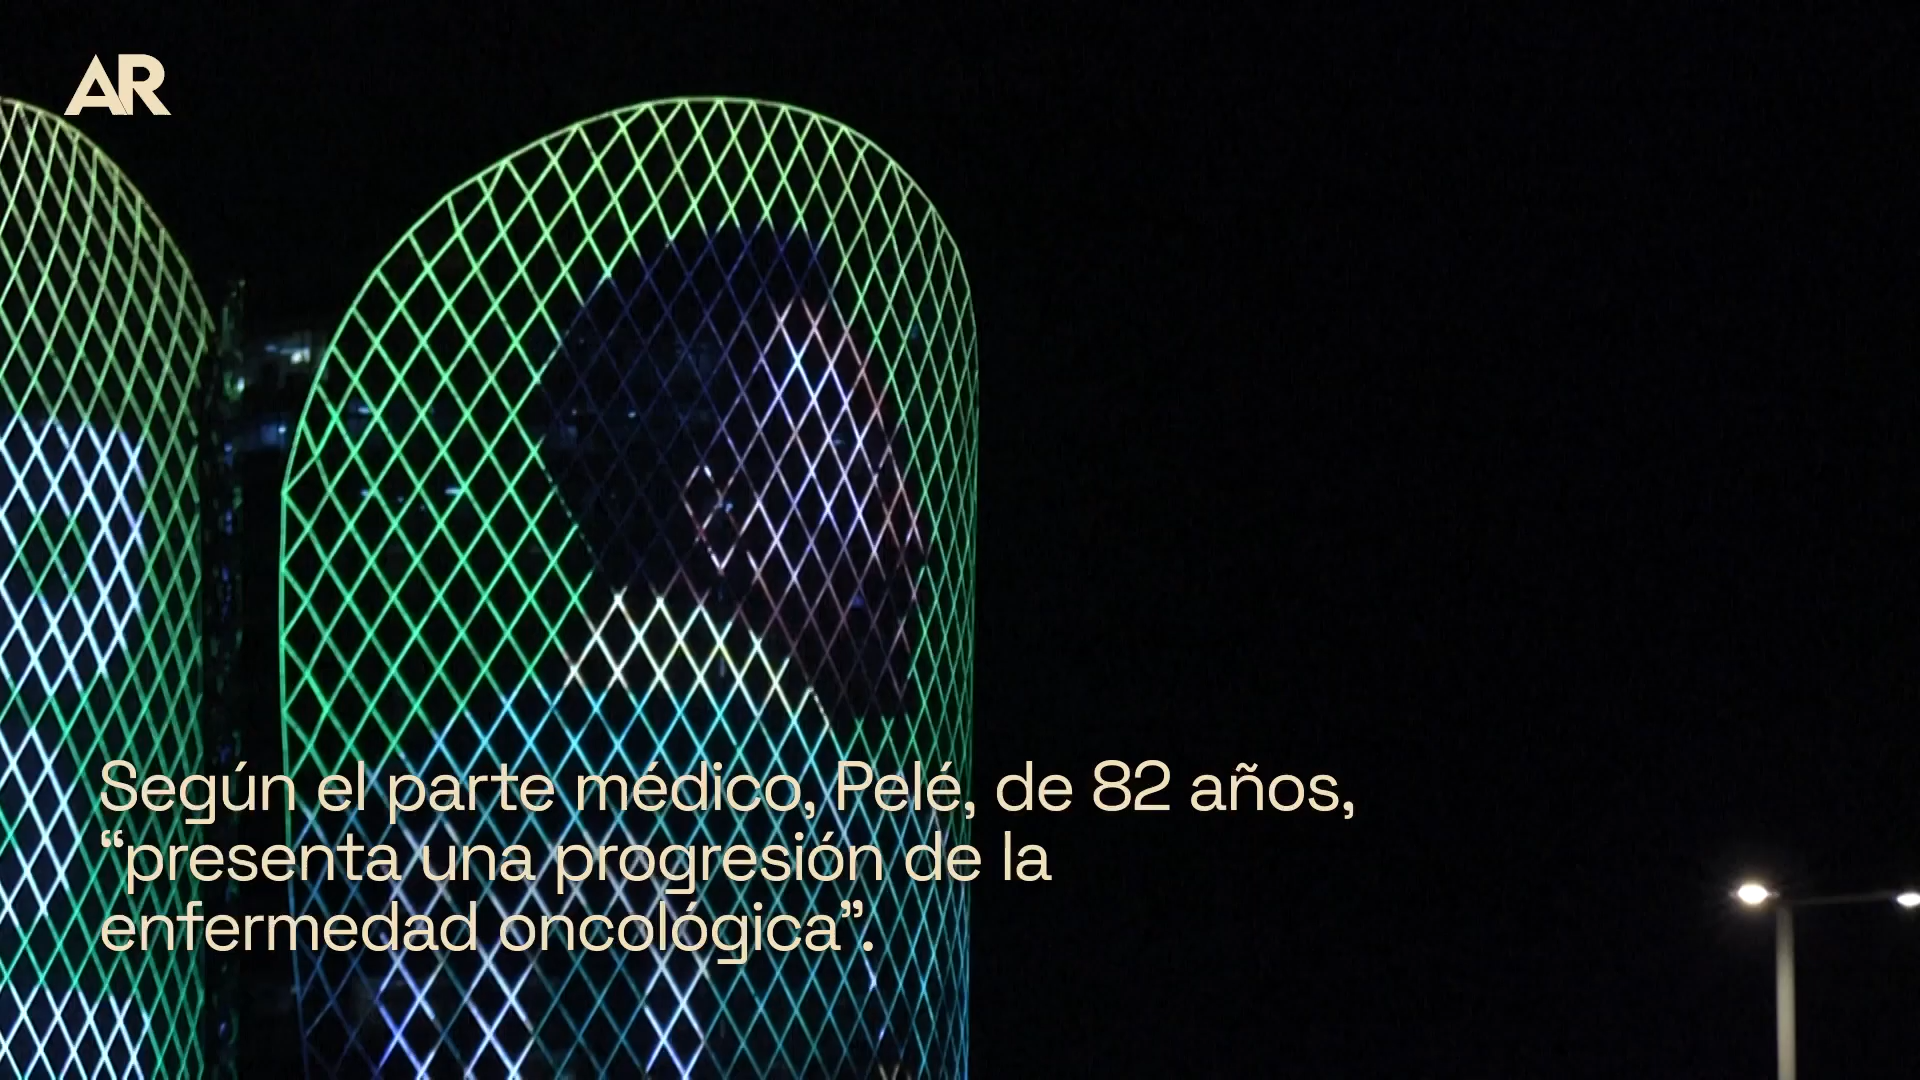 AR
Según el parte médico, Pelé, de 82 años,
“presenta una progresión de la
enfermedad oncológica”.